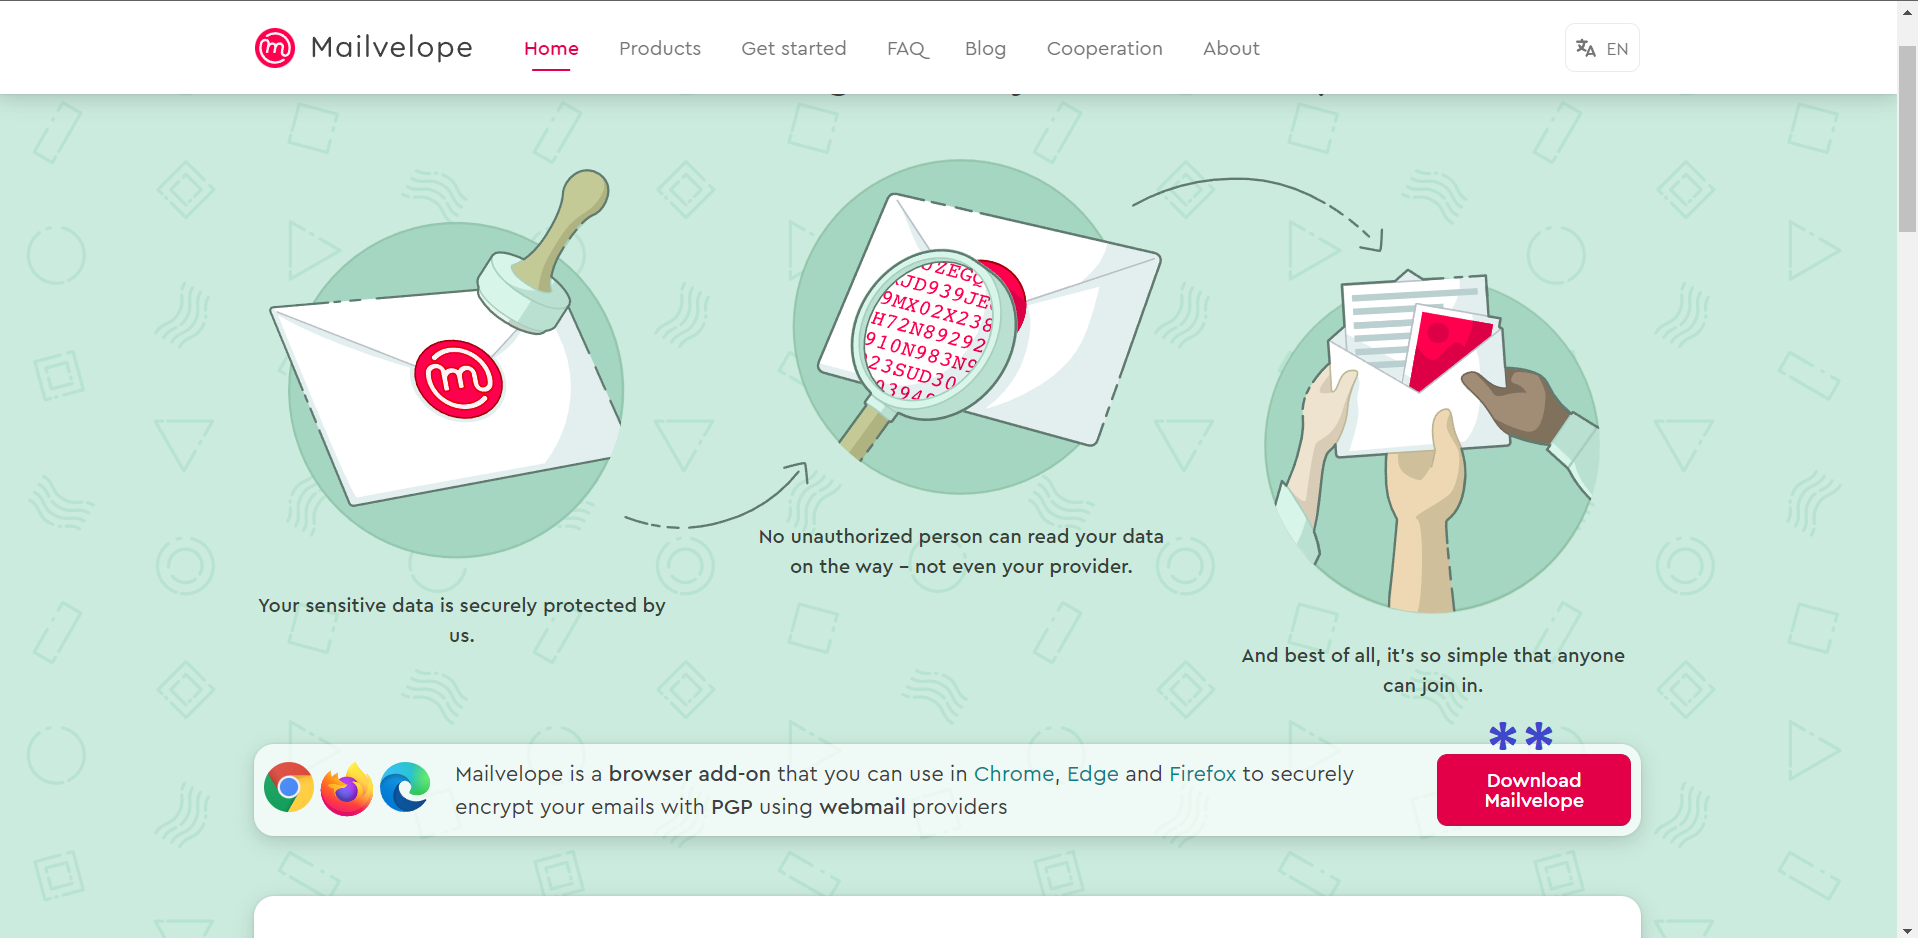 Mailvelope
Home Products Get started FAQ Blog Cooperation About EN
JD939JE
9MX02X238
H72N89292
910N983N9
23SUD30
Your sensitive data is securely protected by
us.
No unauthorized person can read your data
on the way – not even your provider.
And best of all, it's so simple that anyone
can join in.
**
Mailvelope is a browser add-on that you can use in Chrome, Edge and Firefox to securely
encrypt your emails with PGP using webmail providers
Download
Mailvelope